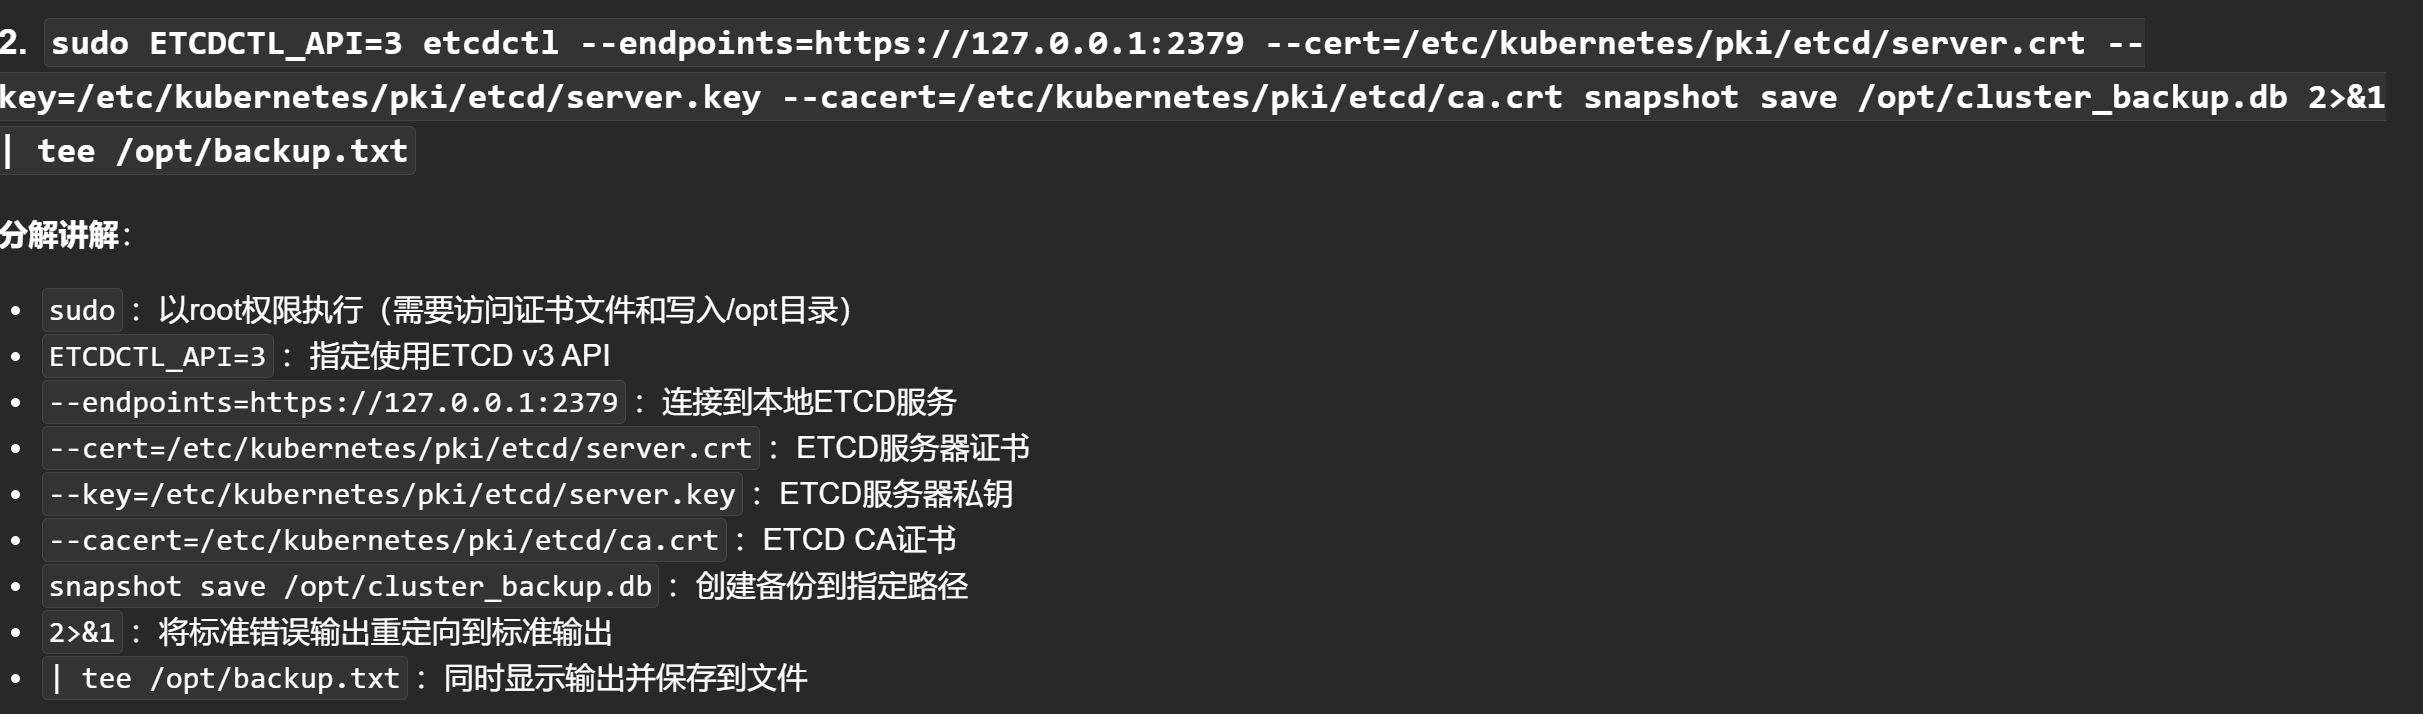 2. sudo ETCDCTL_API=3 etcdctl --endpoints=https://127.0.0.1:2379 --cert=/etc/kubernetes/pki/etcd/server.crt --
key=/etc/kubernetes/pki/etcd/server.key --cacert=/etc/kubernetes/pki/etcd/ca.crt snapshot save /opt/cluster_backup.db 2>&1
| tee /opt/backup.txt
分解讲解：
• sudo ：以root权限执行（需要访问证书文件和写入/opt目录）
• ETCDCTL_API=3 ：指定使用ETCD v3 API
• --endpoints=https://127.0.0.1:2379 ：连接到本地ETCD服务
• --cert=/etc/kubernetes/pki/etcd/server.crt ：ETCD服务器证书
• --key=/etc/kubernetes/pki/etcd/server.key ：ETCD服务器私钥
• --cacert=/etc/kubernetes/pki/etcd/ca.crt ：ETCD CA证书
• snapshot save /opt/cluster_backup.db ：创建备份到指定路径
• 2>&1 ：将标准错误输出重定向到标准输出
• | tee /opt/backup.txt ：同时显示输出并保存到文件